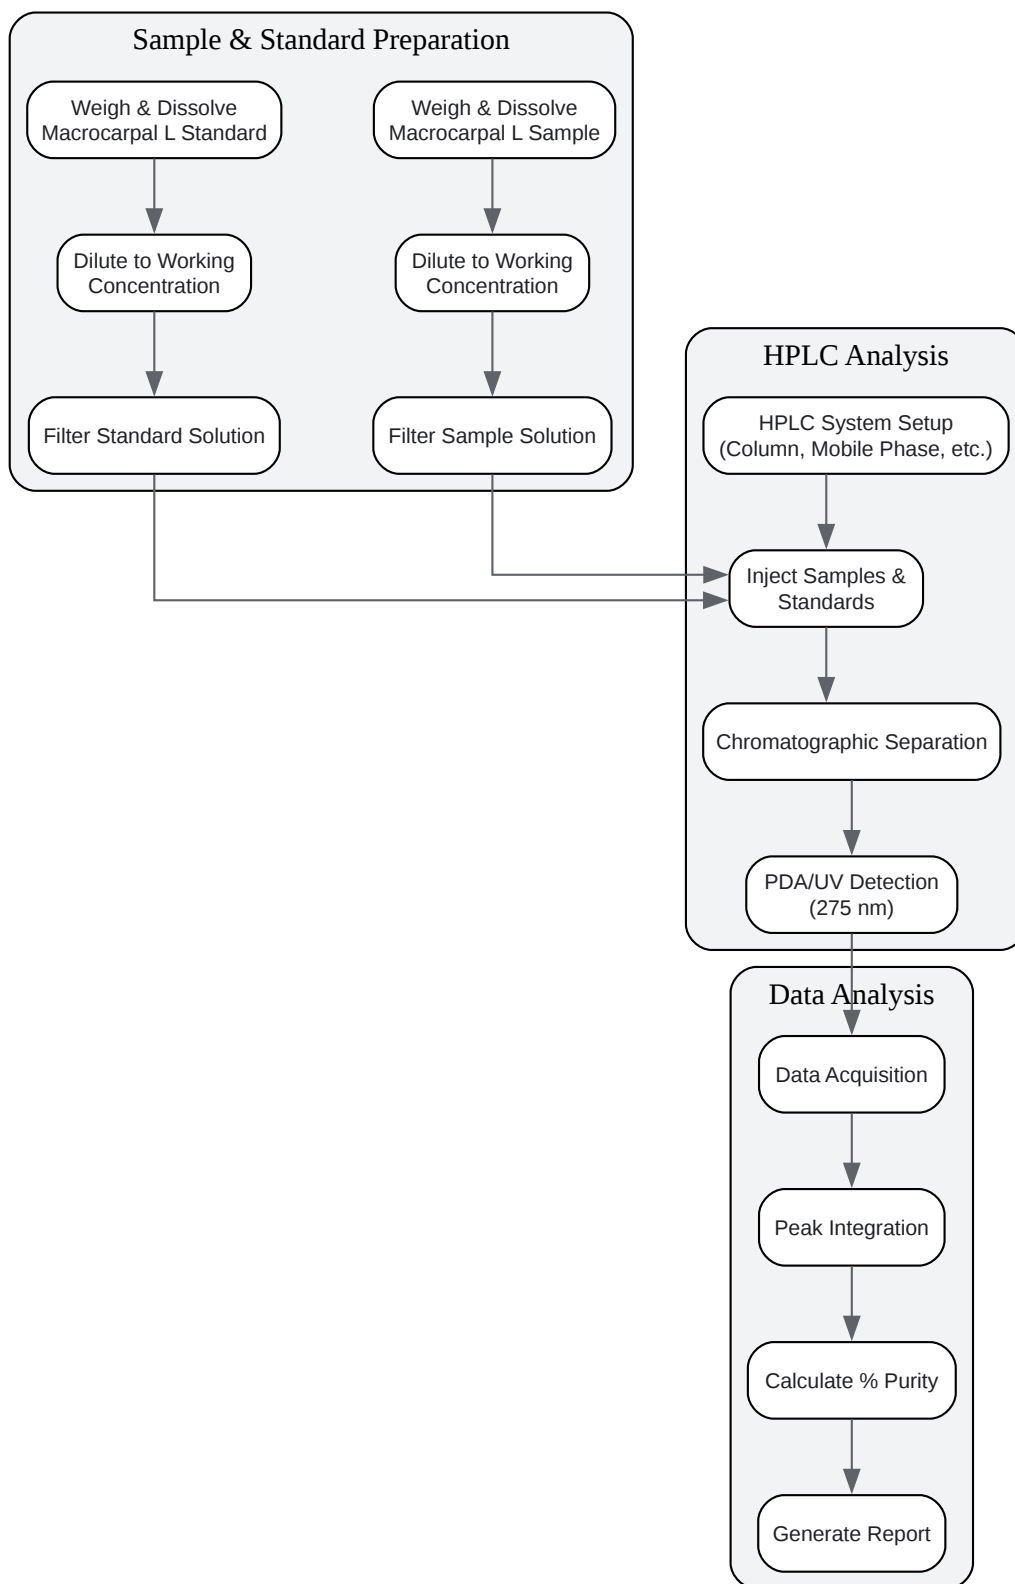 Sample & Standard Preparation
Weigh & Dissolve
Macrocarpal L Standard
Weigh & Dissolve
Macrocarpal L Sample
Dilute to Working
Concentration
Dilute to Working
Concentration
Filter Standard Solution
Filter Sample Solution
HPLC Analysis
HPLC System Setup
(Column, Mobile Phase, etc.)
Inject Samples &
Standards
Chromatographic Separation
PDA/UV Detection
(275 nm)
Data Analysis
Data Acquisition
Peak Integration
Calculate % Purity
Generate Report